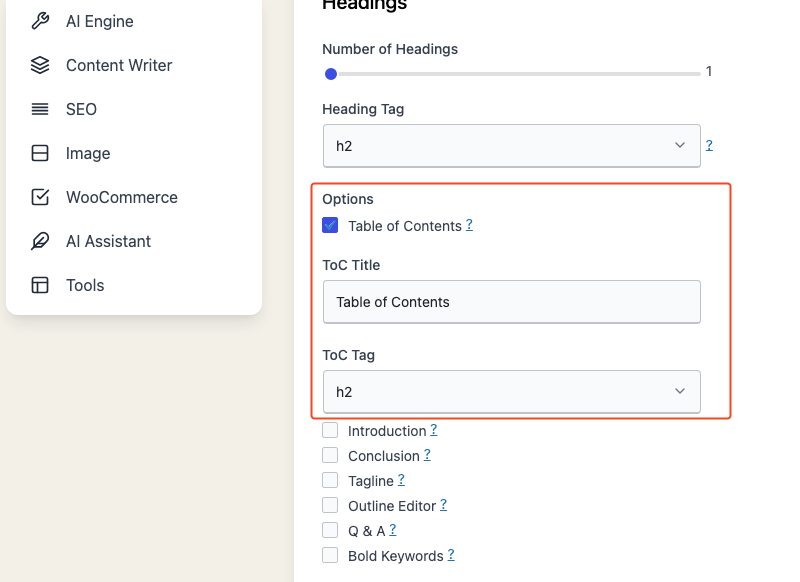 AI Engine
Content Writer
SEO
Image
WooCommerce
AI Assistant
Tools
Headings
Number of Headings
1
Heading Tag
h2
?
Options
Table of Contents ?
ToC Title
Table of Contents
ToC Tag
h2
Introduction ?
Conclusion ?
Tagline ?
Outline Editor ?
Q & A ?
Bold Keywords ?